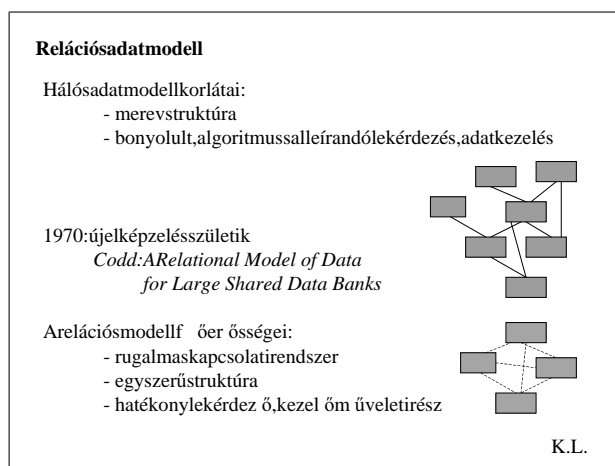 Relációsadatmodell
Hálósadatmodellkorlátai:
- merevstruktúra
- bonyolult,algoritmussalleírandólekérdezés,adatkezelés
1970:újelképzelésszületik
Codd:ARelational Model of Data
for Large Shared Data Banks
Arelációsmodellf őer ősségei:
- rugalmaskapcsolatirendszer
- egyszerűstruktúra
- hatékonylekérdez ő,kezel őm űveletirész
K.L.